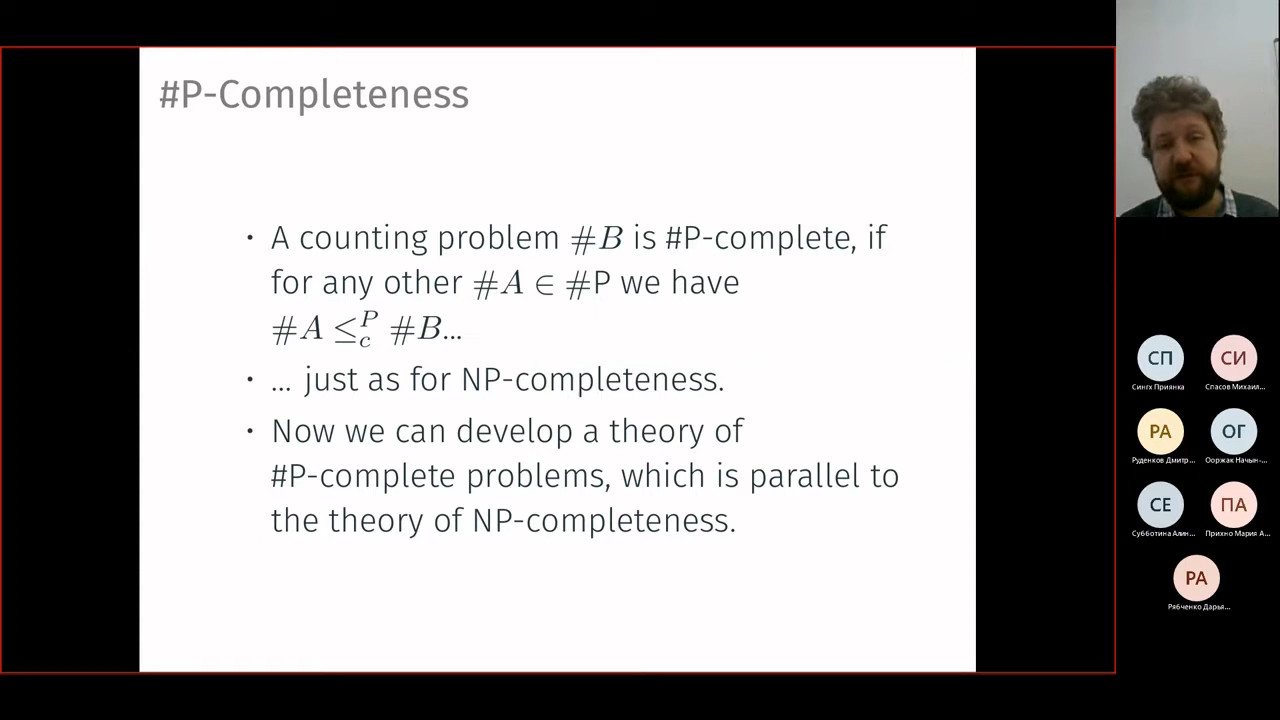 #P-Completeness
· A counting problem #B is #P-complete, if
for any other #A ∈ #P we have
#A ≤ᴾc #B...
· ... just as for NP-completeness.
· Now we can develop a theory of
#P-complete problems, which is parallel to
the theory of NP-completeness.
СП СИ
Сингх Приянка Спасов Михаил...
РА ОГ
Руденков Дмитр... Ооржак Начын-...
СЕ ПА
Субботина Алин... Прихно Мария А...
РА
Рябченко Дарья...